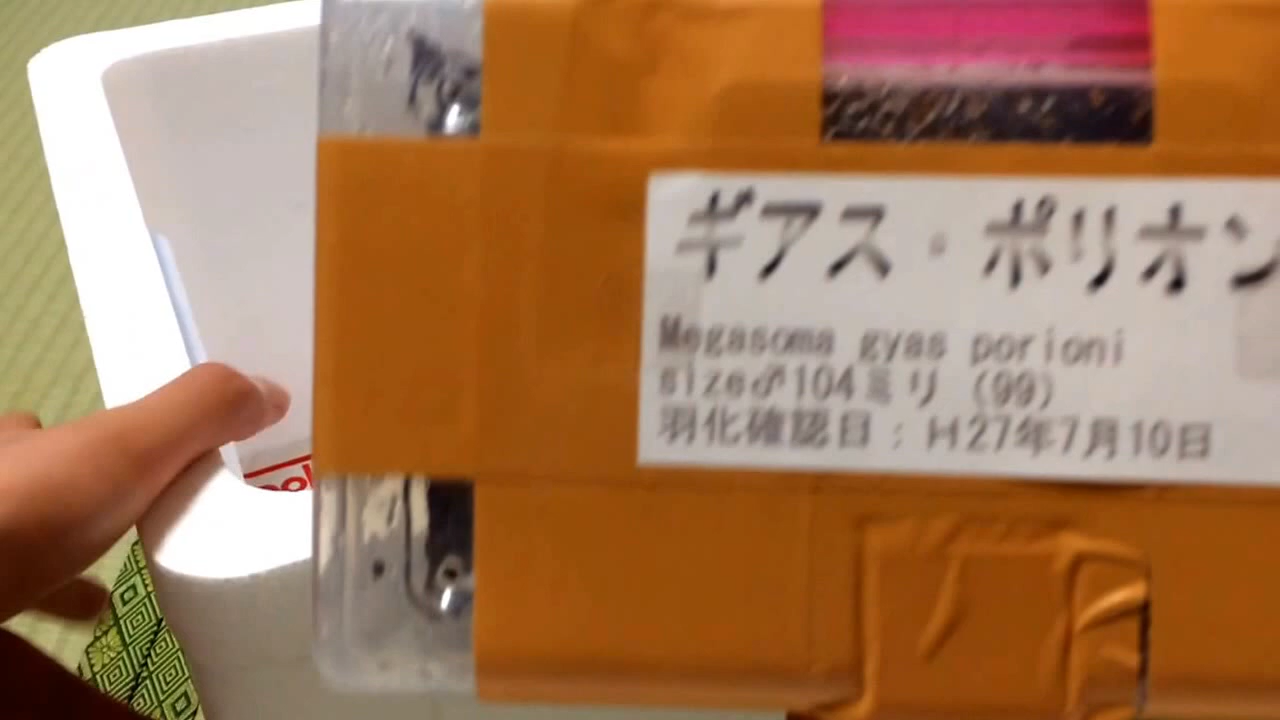 ギアス・ポリオン
Megasoma gyas porioni
size♂104ミリ (99)
羽化確認日：H27年7月10日